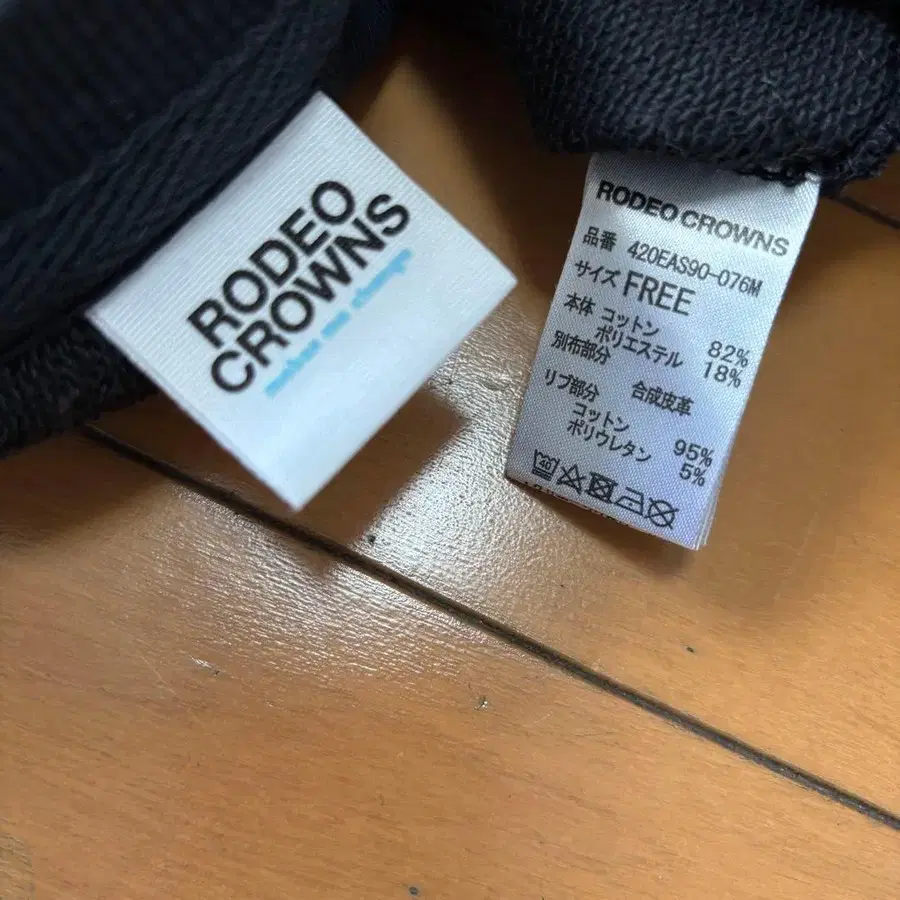 RODEO
CROWNS
makes me change
RODEO CROWNS
品番 420EAS90-076M
サイズ FREE
本体 コットン 82%
ポリエステル 18%
別布部分
合成皮革
リブ部分
コットン 95%
ポリウレタン 5%
40